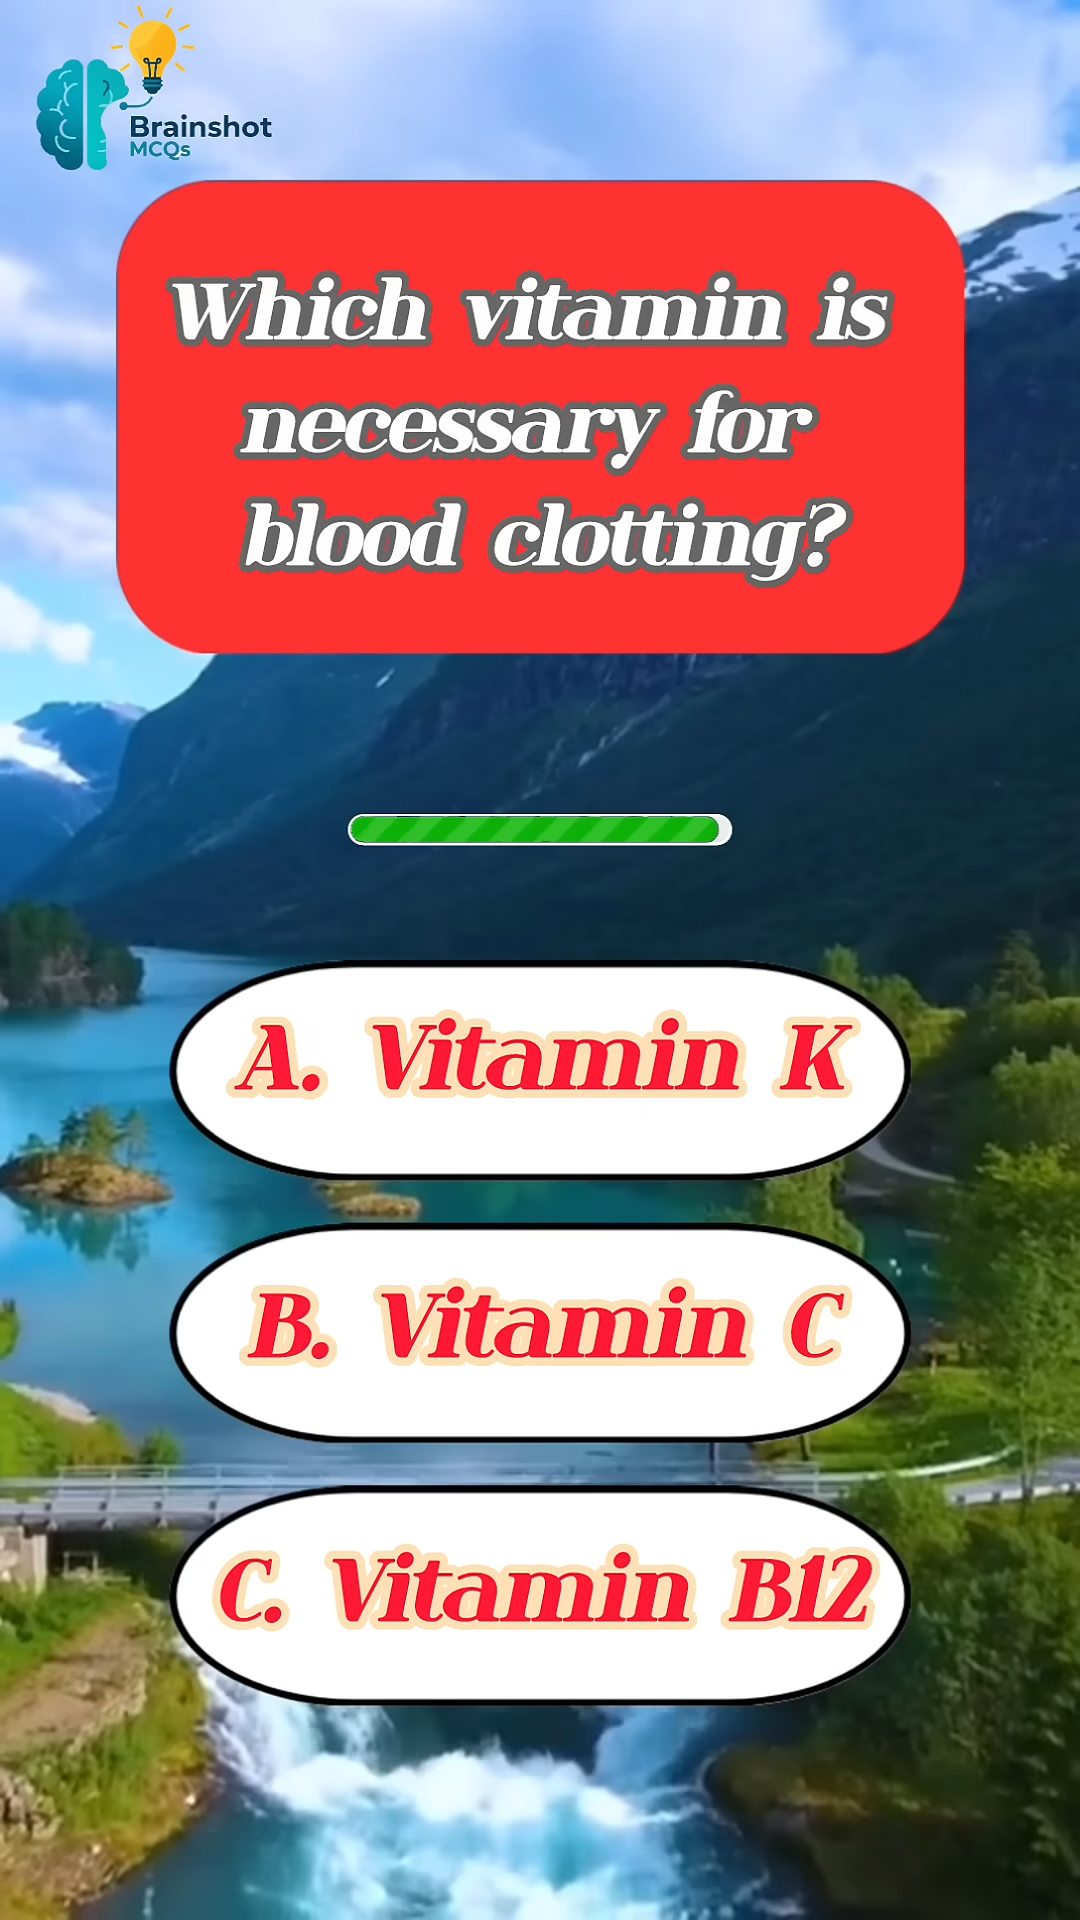 Brainshot
MCQs
Which vitamin is
necessary for
blood clotting?
A. Vitamin K
B. Vitamin C
C. Vitamin B12